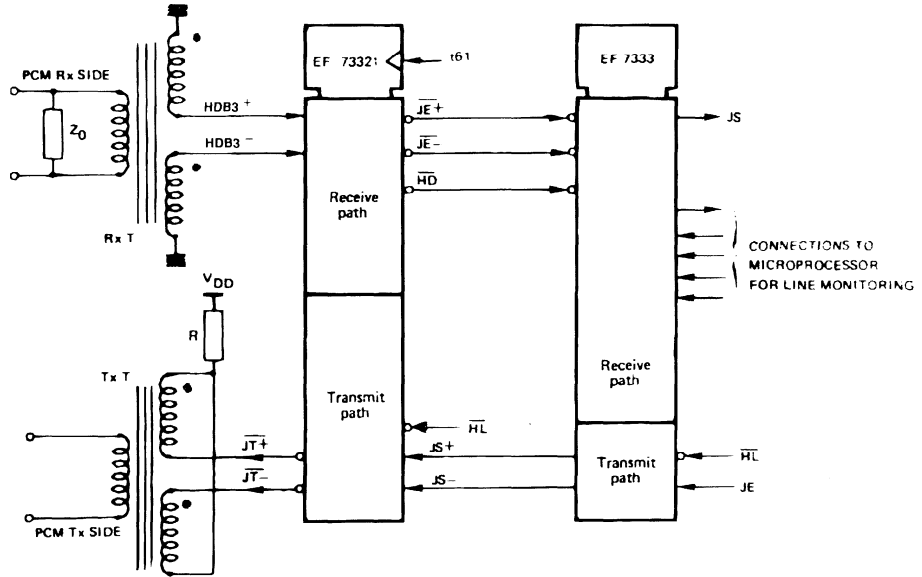 EF 73321
t61
EF 7333
PCM Rx SIDE
Z0
HDB3+
HDB3−
Rx T
JE+
JE−
HD
JS
Receive
path
CONNECTIONS TO
MICROPROCESSOR
FOR LINE MONITORING
VDD
R
Tx T
Transmit
path
Receive
path
HL
JT+
JT−
JS+
JS−
Transmit
path
HL
JE
PCM Tx SIDE